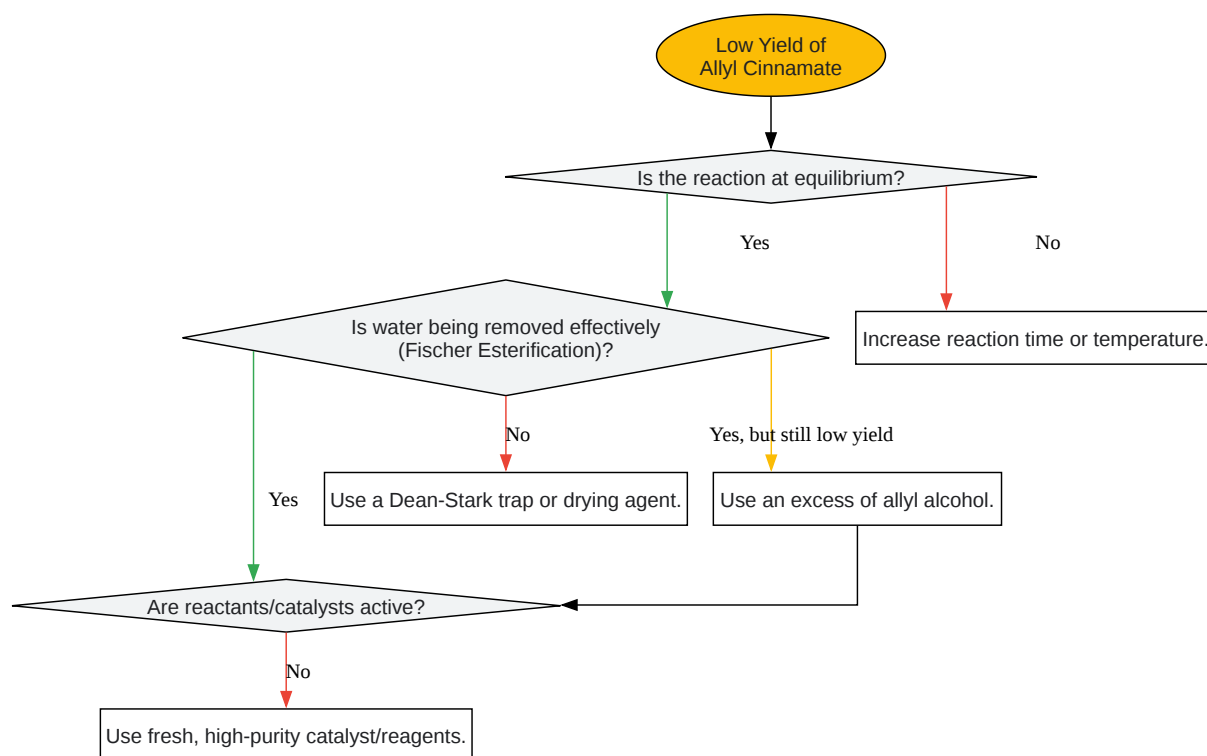 Low Yield of
Allyl Cinnamate
Is the reaction at equilibrium?
Yes
No
Is water being removed effectively
(Fischer Esterification)?
Increase reaction time or temperature.
No
Yes, but still low yield
Yes
Use a Dean-Stark trap or drying agent.
Use an excess of allyl alcohol.
Are reactants/catalysts active?
No
Use fresh, high-purity catalyst/reagents.